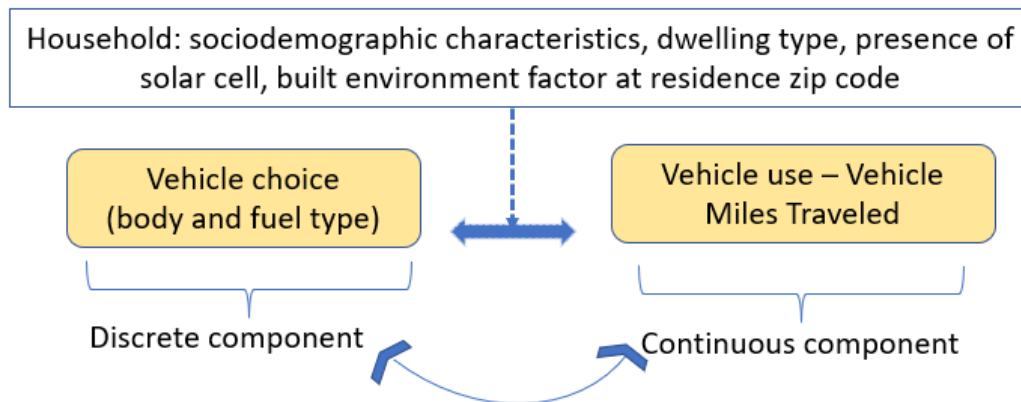 Household: sociodemographic characteristics, dwelling type, presence of
solar cell, built environment factor at residence zip code
Vehicle choice
(body and fuel type)
Vehicle use – Vehicle
Miles Traveled
Discrete component
Continuous component